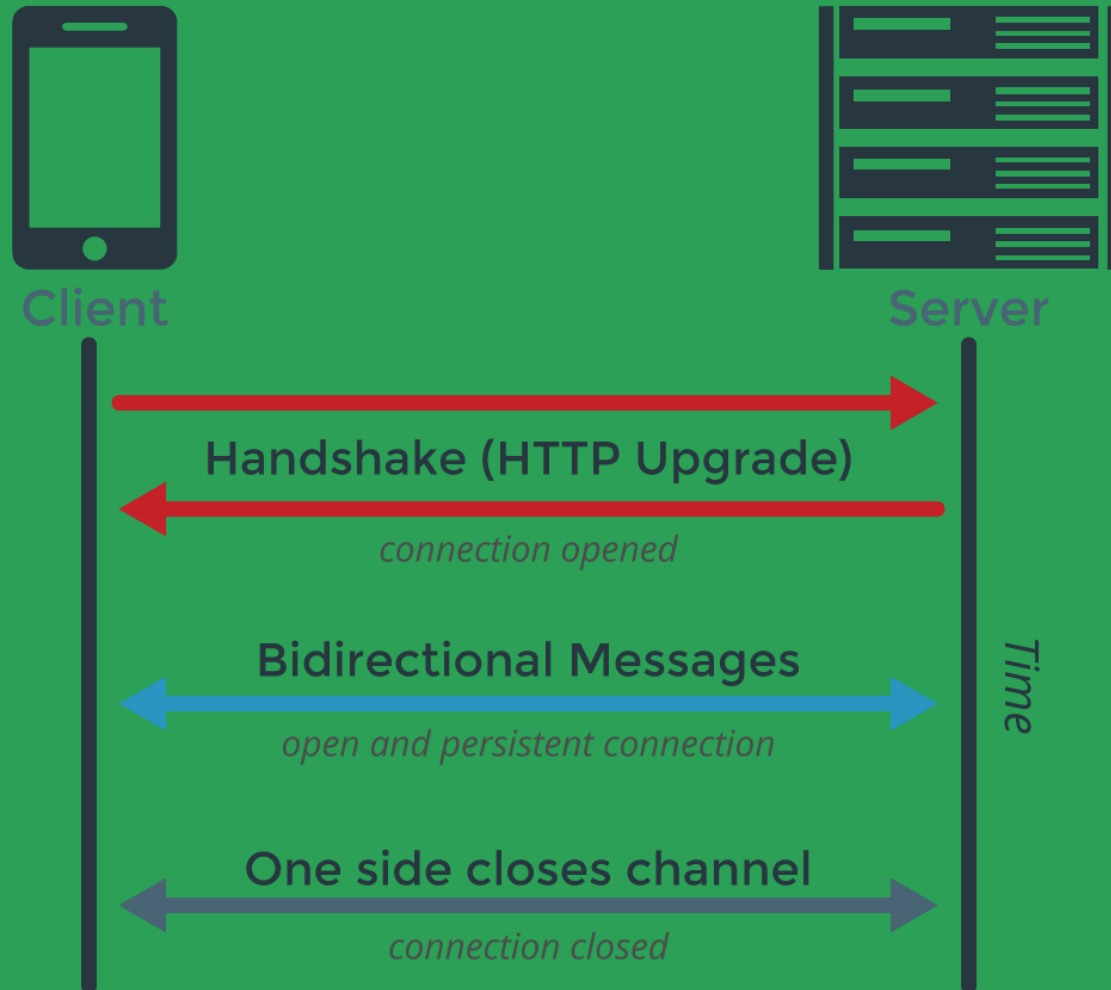 Client
Server
Handshake (HTTP Upgrade)
connection opened
Bidirectional Messages
Time
open and persistent connection
One side closes channel
connection closed